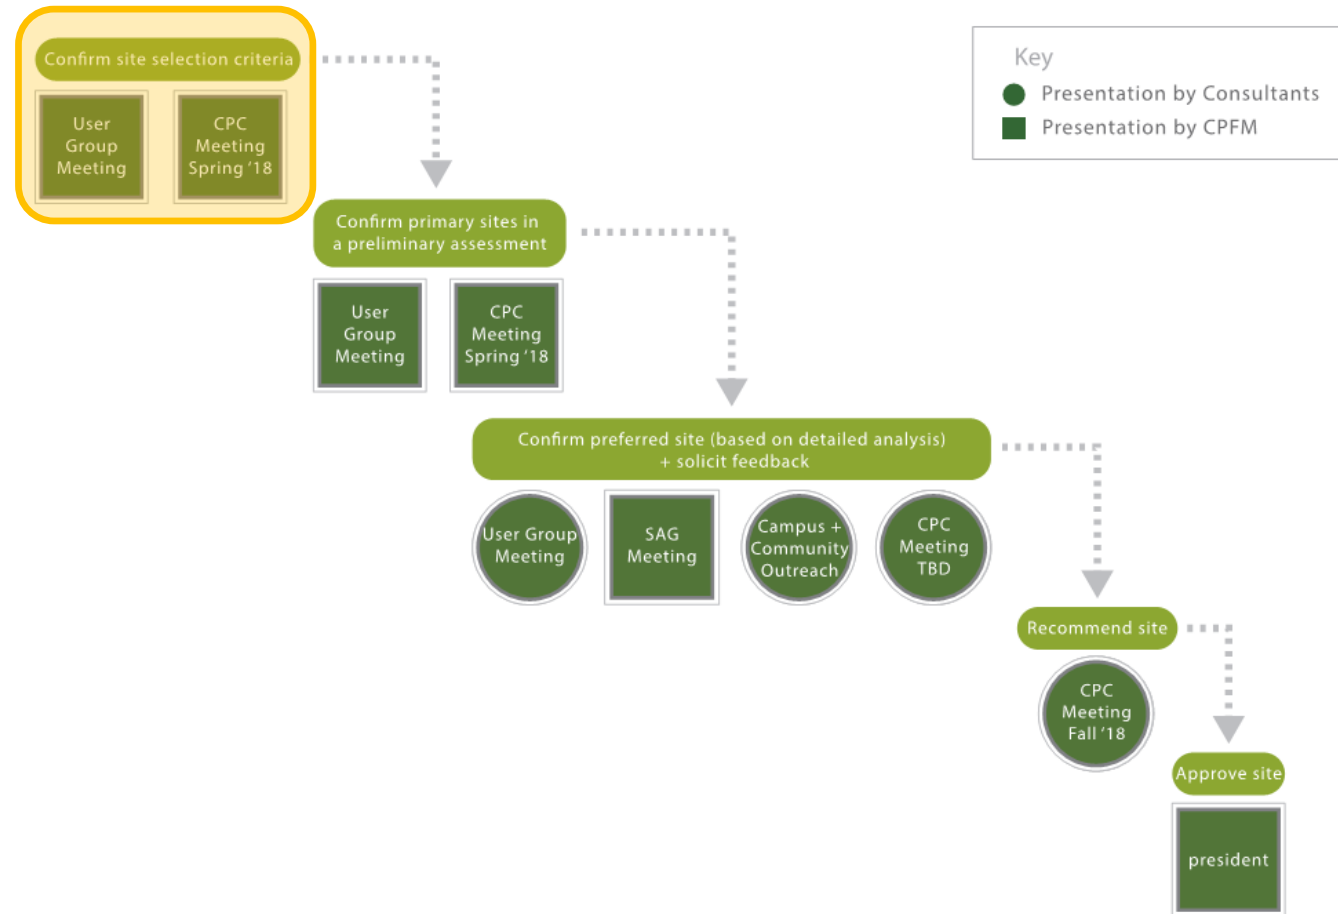 Confirm site selection criteria
User
Group
Meeting
CPC
Meeting
Spring ‘18
Key
Presentation by Consultants
Presentation by CPFM
Confirm primary sites in
a preliminary assessment
User
Group
Meeting
CPC
Meeting
Spring ‘18
Confirm preferred site (based on detailed analysis)
+ solicit feedback
User Group
Meeting
SAG
Meeting
Campus +
Community
Outreach
CPC
Meeting
TBD
Recommend site
CPC
Meeting
Fall ‘18
Approve site
president